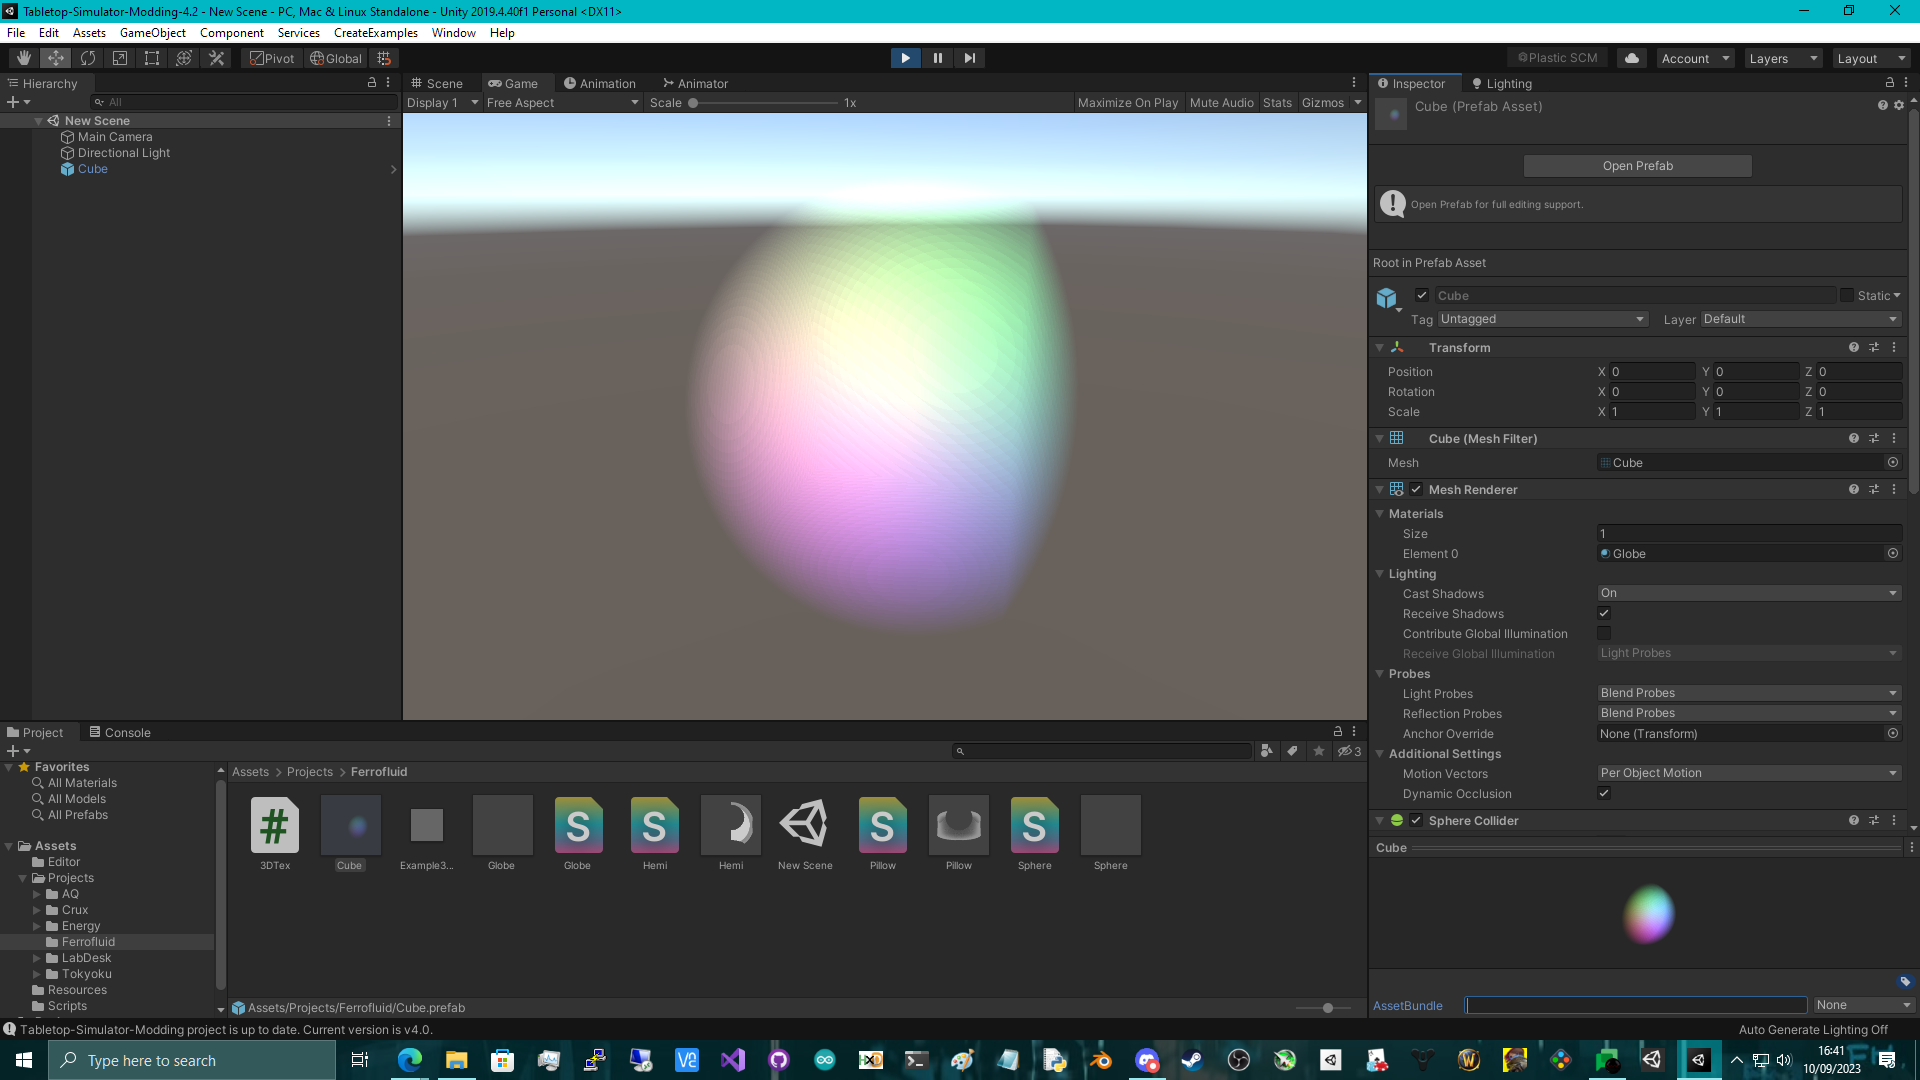 Tabletop-Simulator-Modding-4.2 - New Scene - PC, Mac & Linux Standalone - Unity 2019.4.40f1 Personal <DX11>
File Edit Assets GameObject Component Services CreateExamples Window Help
Pivot Global Plastic SCM Account Layers Layout
Hierarchy
All
New Scene
Main Camera
Directional Light
Cube
Scene Game Animation Animator
Display 1 Free Aspect Scale 1x Maximize On Play Mute Audio Stats Gizmos
Inspector Lighting
Cube (Prefab Asset)
Open Prefab
Open Prefab for full editing support.
Root in Prefab Asset
Cube Static
Tag Untagged Layer Default
Transform
Position X 0 Y 0 Z 0
Rotation X 0 Y 0 Z 0
Scale X 1 Y 1 Z 1
Cube (Mesh Filter)
Mesh Cube
Mesh Renderer
Materials
Size 1
Element 0 Globe
Lighting
Cast Shadows On
Receive Shadows
Contribute Global Illumination
Receive Global Illumination Light Probes
Probes
Light Probes Blend Probes
Reflection Probes Blend Probes
Anchor Override None (Transform)
Additional Settings
Motion Vectors Per Object Motion
Dynamic Occlusion
Sphere Collider
Cube
AssetBundle None
Project Console
3
Favorites
All Materials
All Models
All Prefabs
Assets
Editor
Projects
AQ
Crux
Energy
Ferrofluid
LabDesk
Tokyoku
Resources
Scripts
Assets > Projects > Ferrofluid
# S S S S
3DTex Cube Example3... Globe Globe Hemi Hemi New Scene Pillow Pillow Sphere Sphere
Assets/Projects/Ferrofluid/Cube.prefab
Tabletop-Simulator-Modding project is up to date. Current version is v4.0.
Auto Generate Lighting Off
Type here to search
16:41
10/09/2023